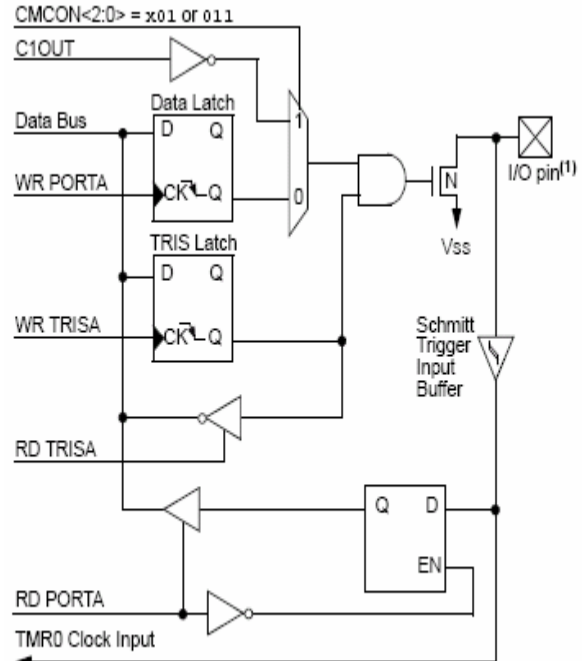 CMCON<2:0> = x01 or 011
C1OUT
Data Latch
Data Bus
D Q
1
I/O pin(1)
WR PORTA
CK Q
0
N
Vss
TRIS Latch
D Q
WR TRISA
CK Q
Schmitt
Trigger
Input
Buffer
RD TRISA
Q D
EN
RD PORTA
TMR0 Clock Input